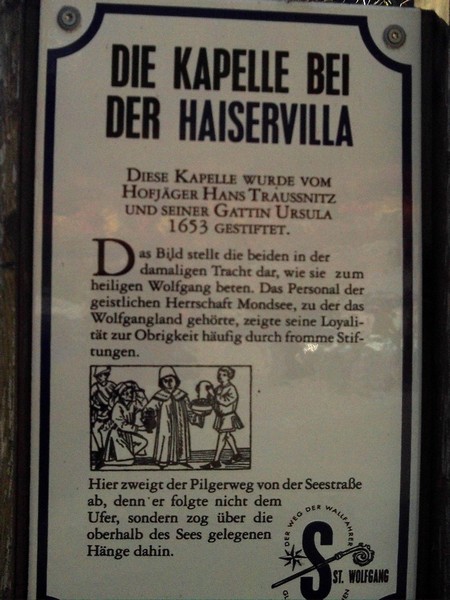 DIE KAPELLE BEI
DER HAISERVILLA
DIESE KAPELLE WURDE VOM
HOFJÄGER HANS TRAUSSNITZ
UND SEINER GATTIN URSULA
1653 GESTIFTET.
Das Bild stellt die beiden in der
damaligen Tracht dar, wie sie zum
heiligen Wolfgang beten. Das Personal der
geistlichen Herrschaft Mondsee, zu der das
Wolfgangland gehörte, zeigte seine Loyali-
tät zur Obrigkeit häufig durch fromme Stif-
tungen.
Hier zweigt der Pilgerweg von der Seestraße
ab, denn er folgte nicht dem
Ufer, sondern zog über die
oberhalb des Sees gelegenen
Hänge dahin.
DER WEG DER WALLFAHRER
S
ST. WOLFGANG